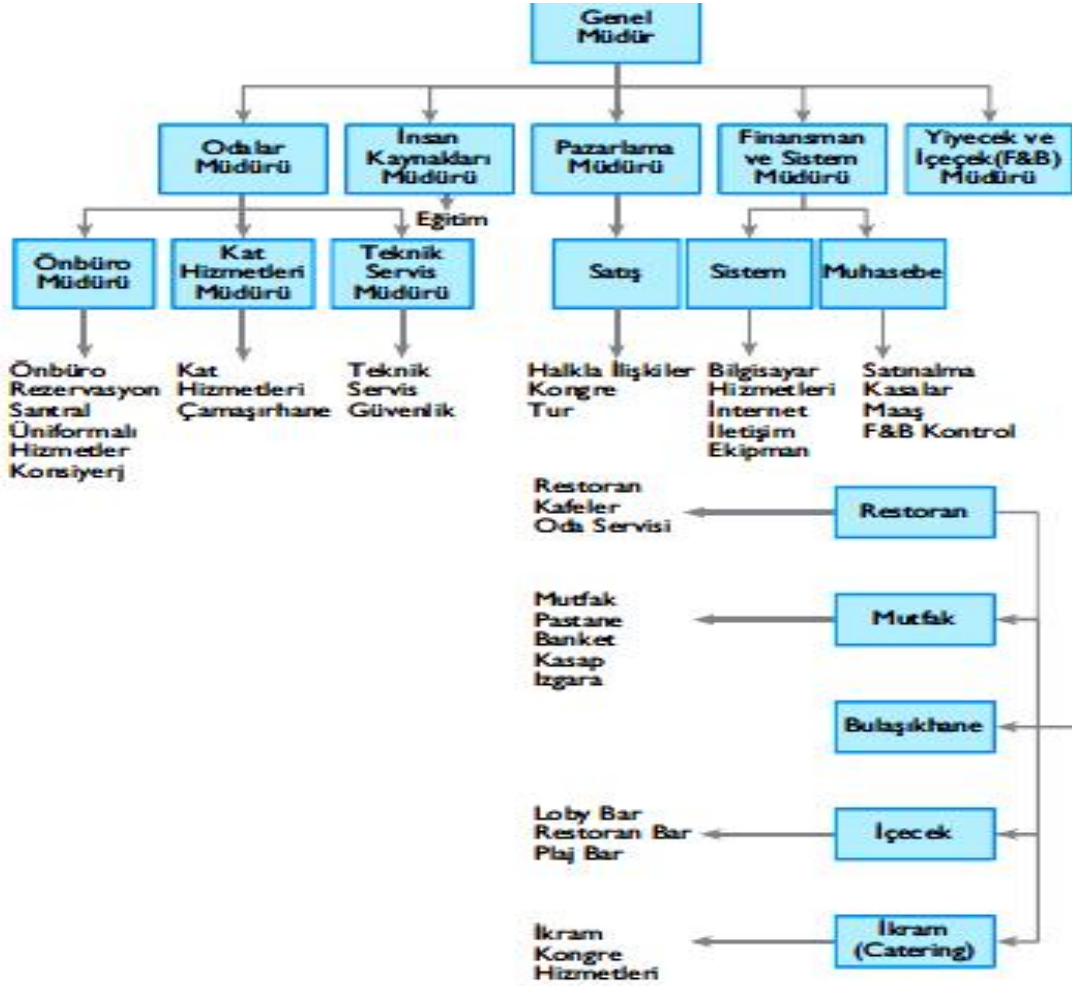 Genel
Müdür
Odalar
Müdürü
İnsan
Kaynakları
Müdürü
Pazarlama
Müdürü
Finansman
ve Sistem
Müdürü
Yiyecek ve
İçeçek(F&B)
Müdürü
Eğitim
Önbüro
Müdürü
Kat
Hizmetleri
Müdürü
Teknik
Servis
Müdürü
Satış
Sistem
Muhasebe
Önbüro
Rezervasyon
Santral
Üniformalı
Hizmetler
Konsiyerj
Kat
Hizmetleri
Çamaşırhane
Teknik
Servis
Güvenlik
Halkla İlişkiler
Kongre
Tur
Bilgisayar
Hizmetleri
İnternet
İletişim
Ekipman
Satınalma
Kasalar
Maaş
F&B Kontrol
Restoran
Kafeler
Oda Servisi
Restoran
Mutfak
Pastane
Banket
Kasap
Izgara
Mutfak
Bulaşıkhane
Loby Bar
Restoran Bar
Plaj Bar
İçecek
İkram
Kongre
Hizmetleri
İkram
(Catering)